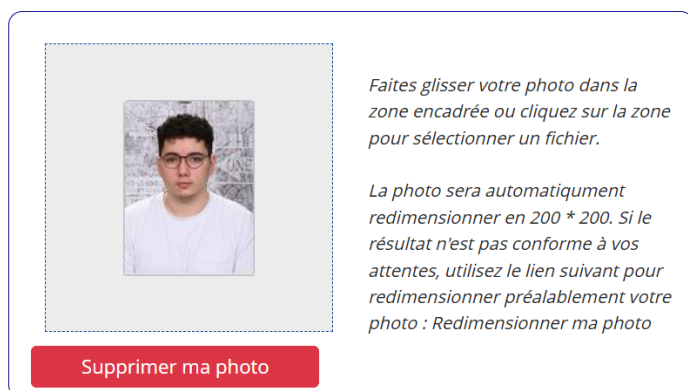 Faites glisser votre photo dans la
zone encadrée ou cliquez sur la zone
pour sélectionner un fichier.
La photo sera automatiqument
redimensionner en 200 * 200. Si le
résultat n'est pas conforme à vos
attentes, utilisez le lien suivant pour
redimensionner préalablement votre
photo : Redimensionner ma photo
Supprimer ma photo